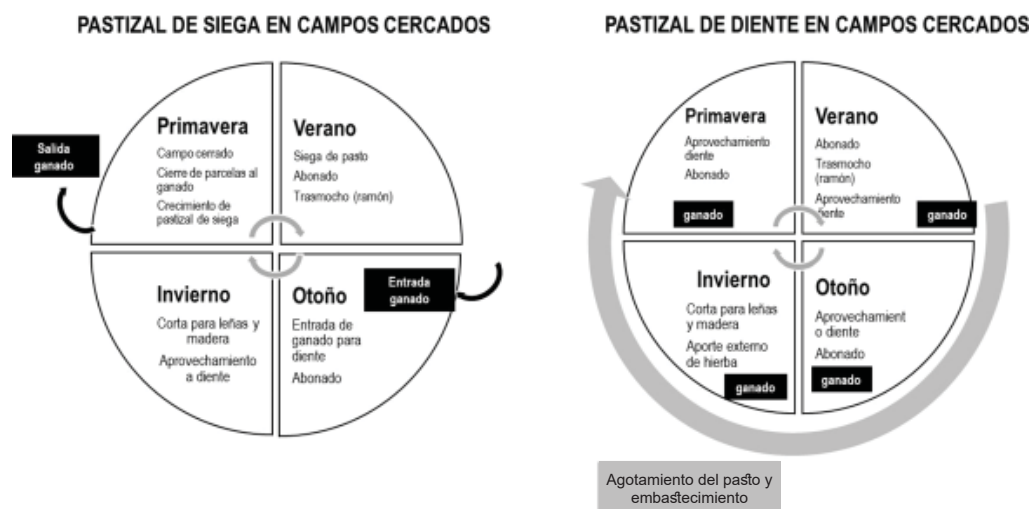 PASTIZAL DE SIEGA EN CAMPOS CERCADOS
Salida
ganado
Primavera
Campo cerrado
Cierre de parcelas al
ganado
Crecimiento de
pastizal de siega
Verano
Siega de pasto
Abonado
Trasmocho (ramón)
Invierno
Corta para leñas y
madera
Aprovechamiento
a diente
Otoño
Entrada de
ganado para
diente
Abonado
Entrada
ganado
PASTIZAL DE DIENTE EN CAMPOS CERCADOS
Primavera
Aprovechamiento
diente
Abonado
ganado
Verano
Abonado
Trasmocho
(ramón)
Aprovechamiento
diente
ganado
Invierno
Corta para leñas
y madera
Aporte externo
de hierba
ganado
Otoño
Aprovechamient
o diente
Abonado
ganado
Agotamiento del pasto y
embastecimiento